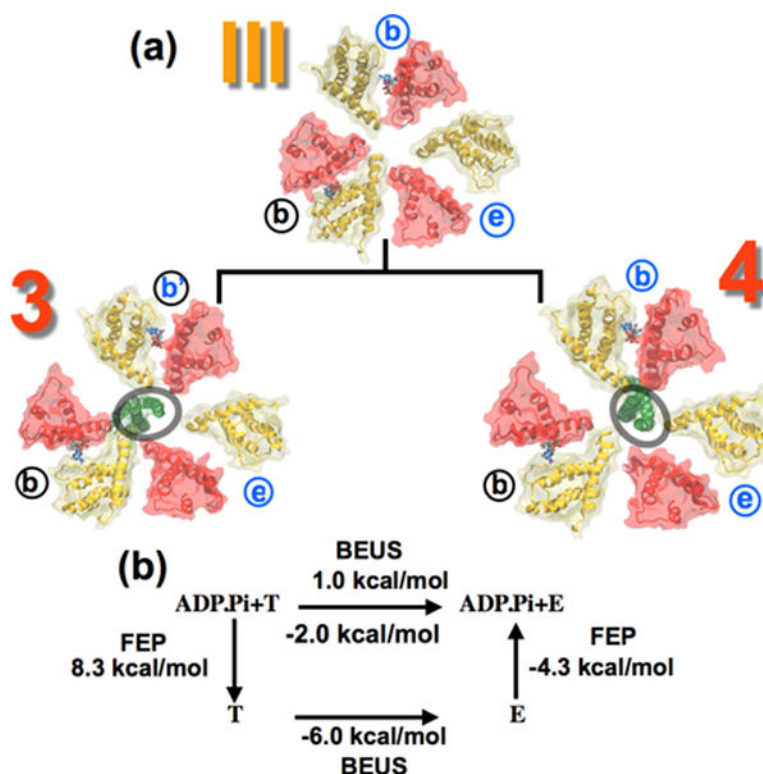 (a) III
b
b e
3 4
b' b
b e b e
(b)
BEUS
1.0 kcal/mol
ADP.Pi+T ADP.Pi+E
-2.0 kcal/mol
FEP FEP
8.3 kcal/mol -4.3 kcal/mol
T E
-6.0 kcal/mol
BEUS